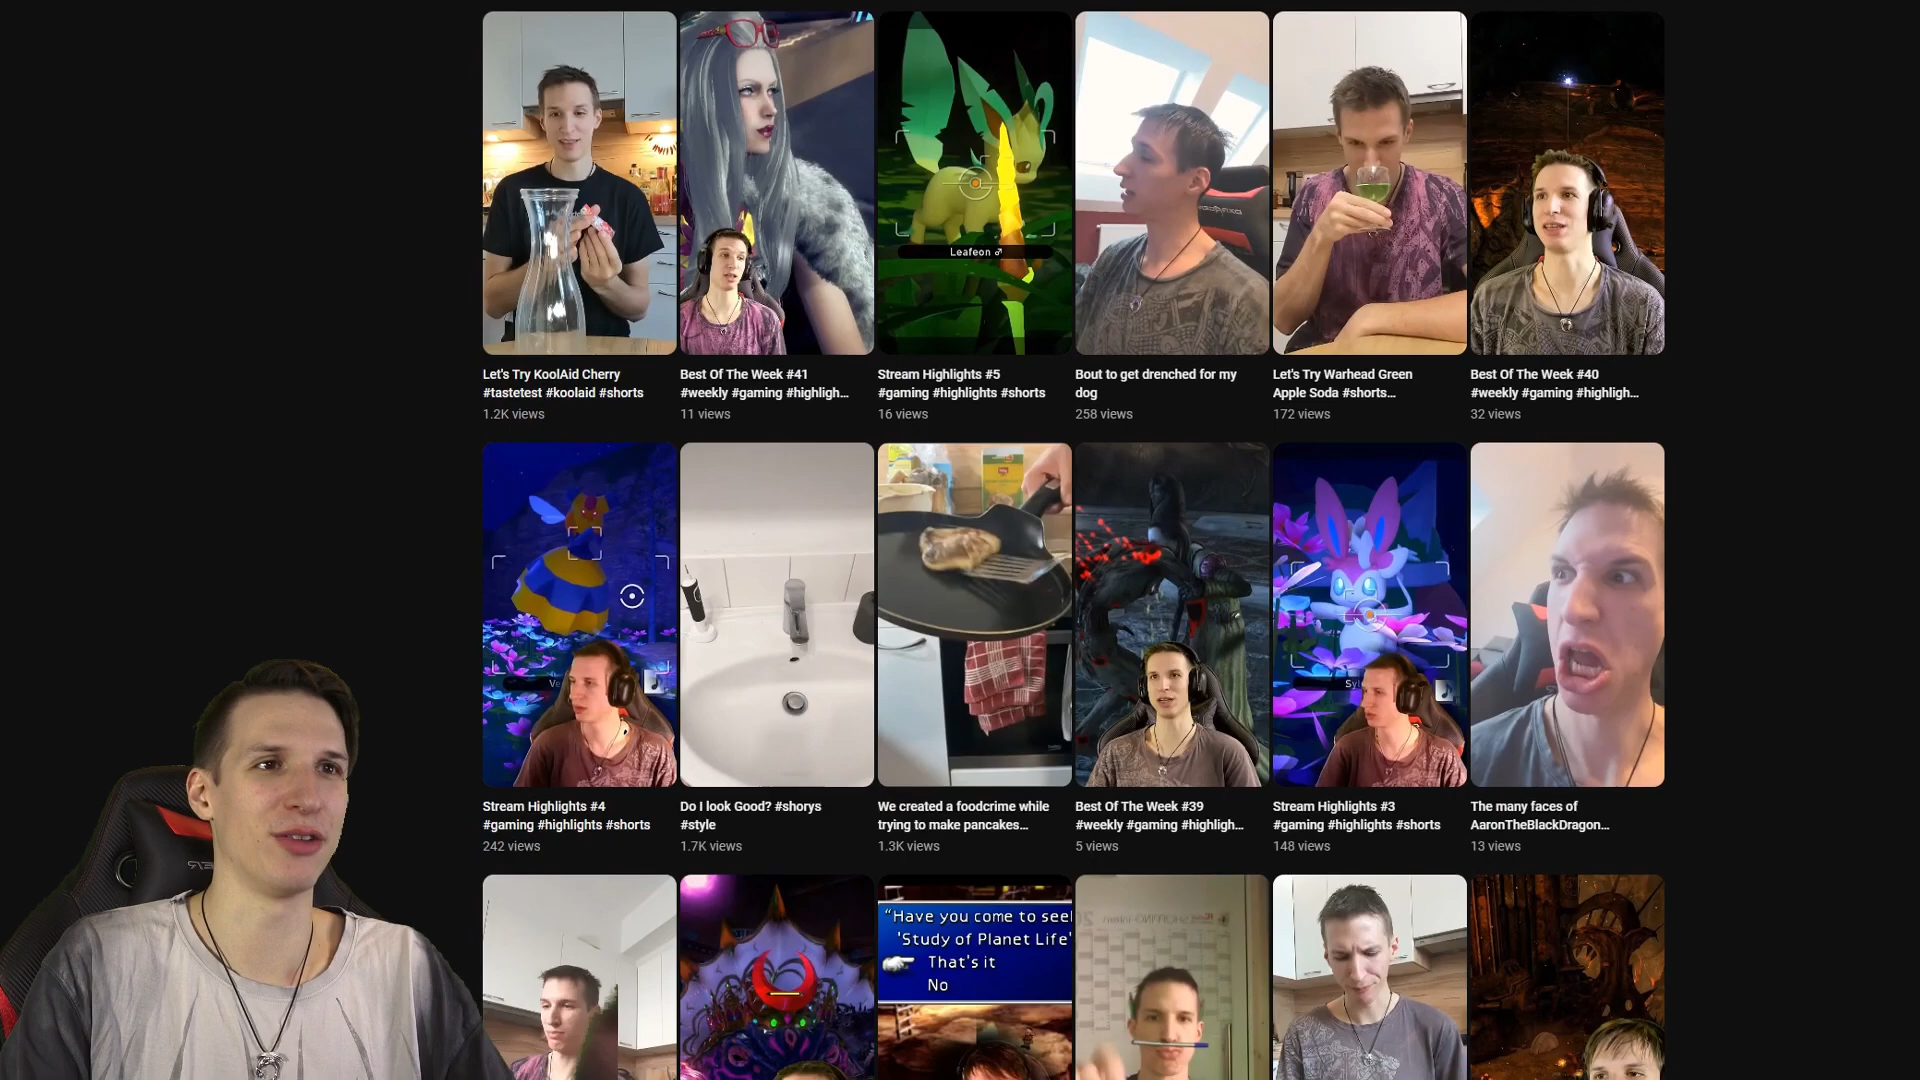 Leafeon ♂
Let's Try KoolAid Cherry
#tastetest #koolaid #shorts
1.2K views
Best Of The Week #41
#weekly #gaming #highligh...
11 views
Stream Highlights #5
#gaming #highlights #shorts
16 views
Bout to get drenched for my
dog
258 views
Let's Try Warhead Green
Apple Soda #shorts...
172 views
Best Of The Week #40
#weekly #gaming #highligh...
32 views
Stream Highlights #4
#gaming #highlights #shorts
242 views
Do I look Good? #shorys
#style
1.7K views
We created a foodcrime while
trying to make pancakes...
1.3K views
Best Of The Week #39
#weekly #gaming #highligh...
5 views
Stream Highlights #3
#gaming #highlights #shorts
148 views
The many faces of
AaronTheBlackDragon...
13 views
“Have you come to see
'Study of Planet Life'
That's it
No